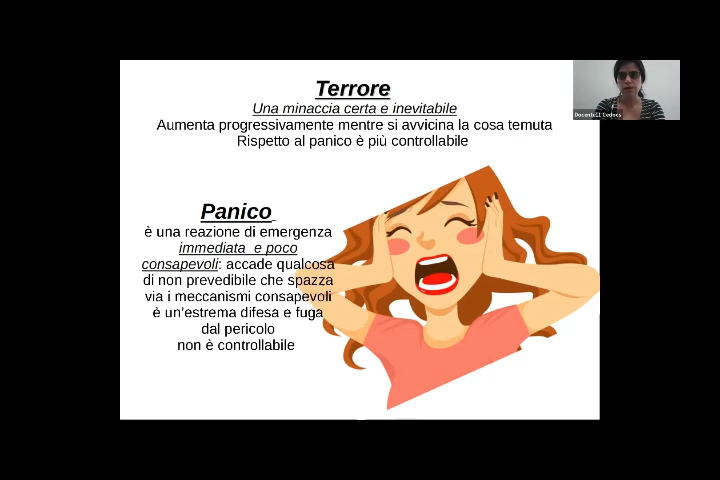 Terrore
Una minaccia certa e inevitabile
Aumenta progressivamente mentre si avvicina la cosa temuta
Rispetto al panico è più controllabile
Panico
è una reazione di emergenza
immediata e poco
consapevoli: accade qualcosa
di non prevedibile che spazza
via i meccanismi consapevoli
è un'estrema difesa e fuga
dal pericolo
non è controllabile